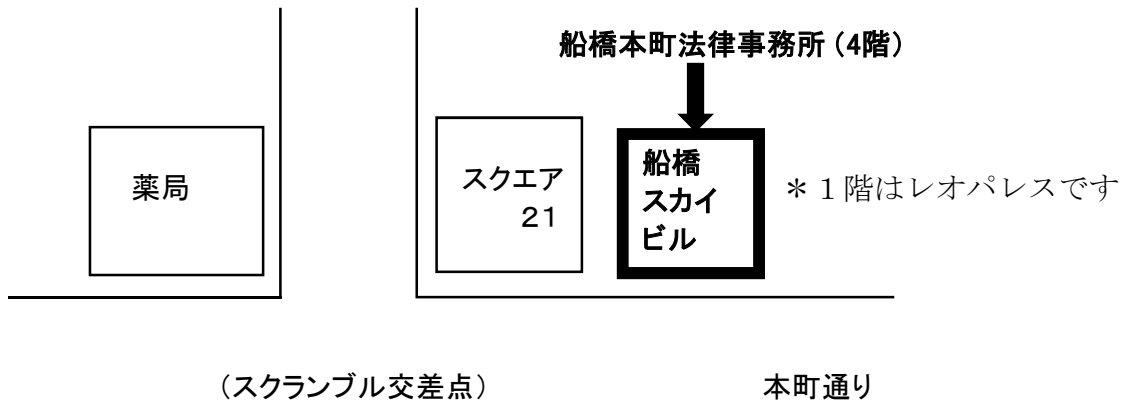 船橋本町法律事務所(4階)
薬局
スクエア
21
船橋
スカイ
ビル
＊1階はレオパレスです
(スクランブル交差点)
本町通り